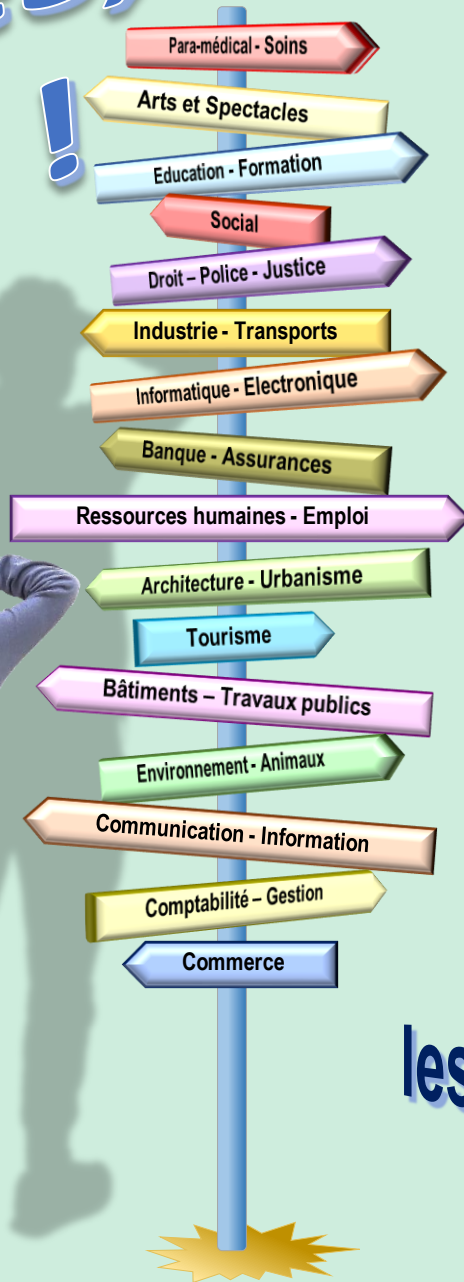 !
Para-médical - Soins
Arts et Spectacles
Education - Formation
Social
Droit – Police - Justice
Industrie - Transports
Informatique - Electronique
Banque - Assurances
Ressources humaines - Emploi
Architecture - Urbanisme
Tourisme
Bâtiments – Travaux publics
Environnement - Animaux
Communication - Information
Comptabilité – Gestion
Commerce
les